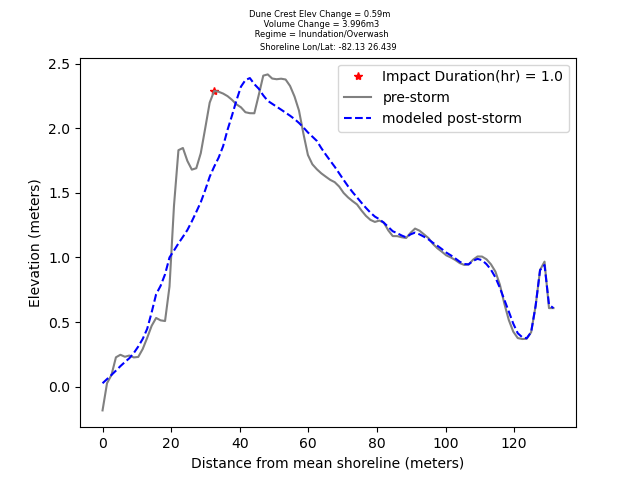 Dune Crest Elev Change = 0.59m
Volume Change = 3.996m3
Regime = Inundation/Overwash
Shoreline Lon/Lat: -82.13 26.439
Impact Duration(hr) = 1.0
pre-storm
modeled post-storm
Elevation (meters)
2.5
2.0
1.5
1.0
0.5
0.0
0 20 40 60 80 100 120
Distance from mean shoreline (meters)